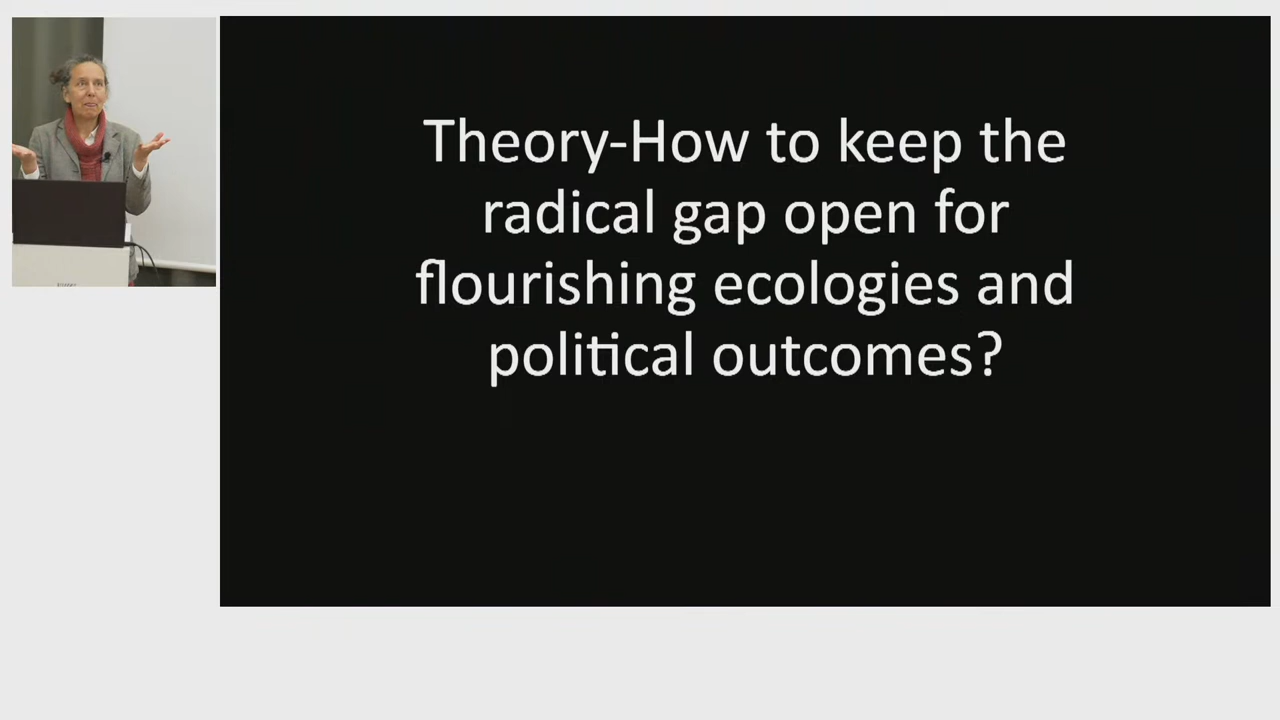 Theory-How to keep the
radical gap open for
flourishing ecologies and
political outcomes?